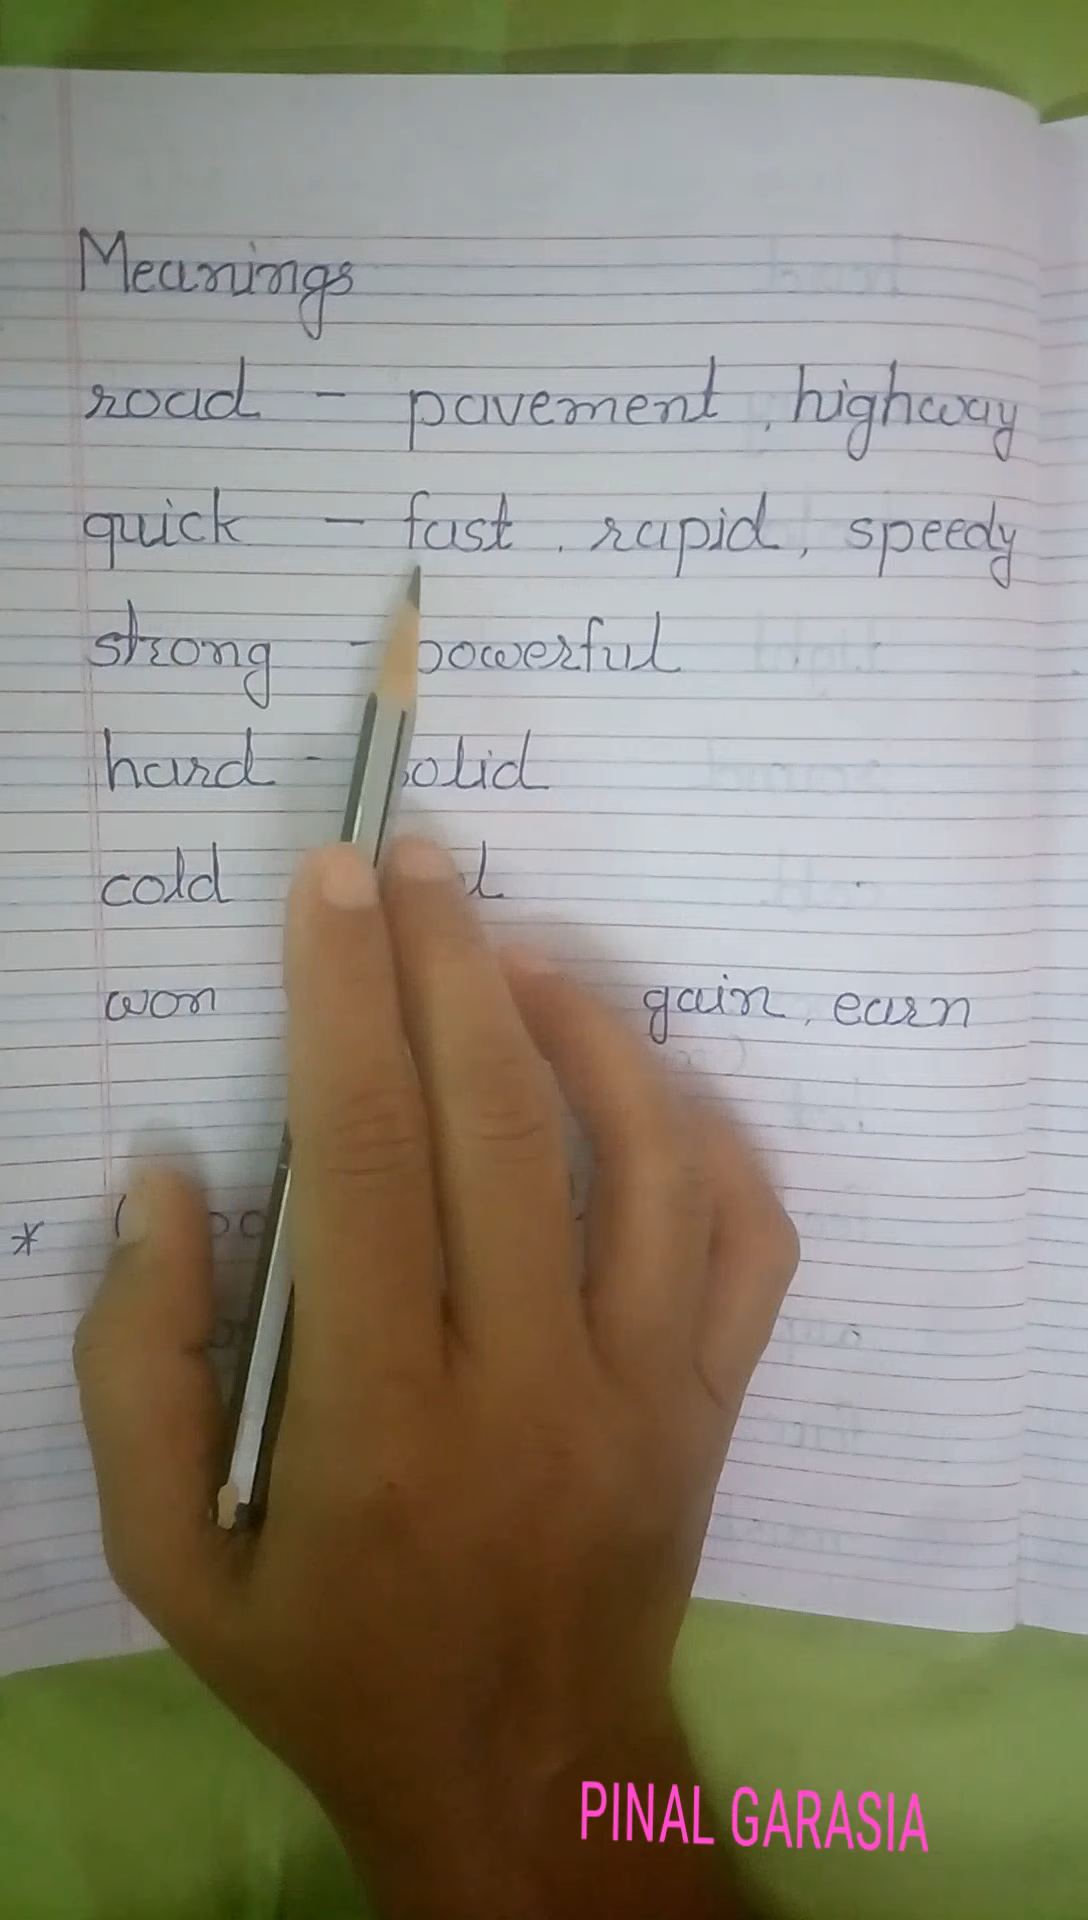 Meanings
road - pavement, highway
quick - fast, rapid, speedy
strong - powerful
hard - solid
cold
won gain, earn
*
PINAL GARASIA